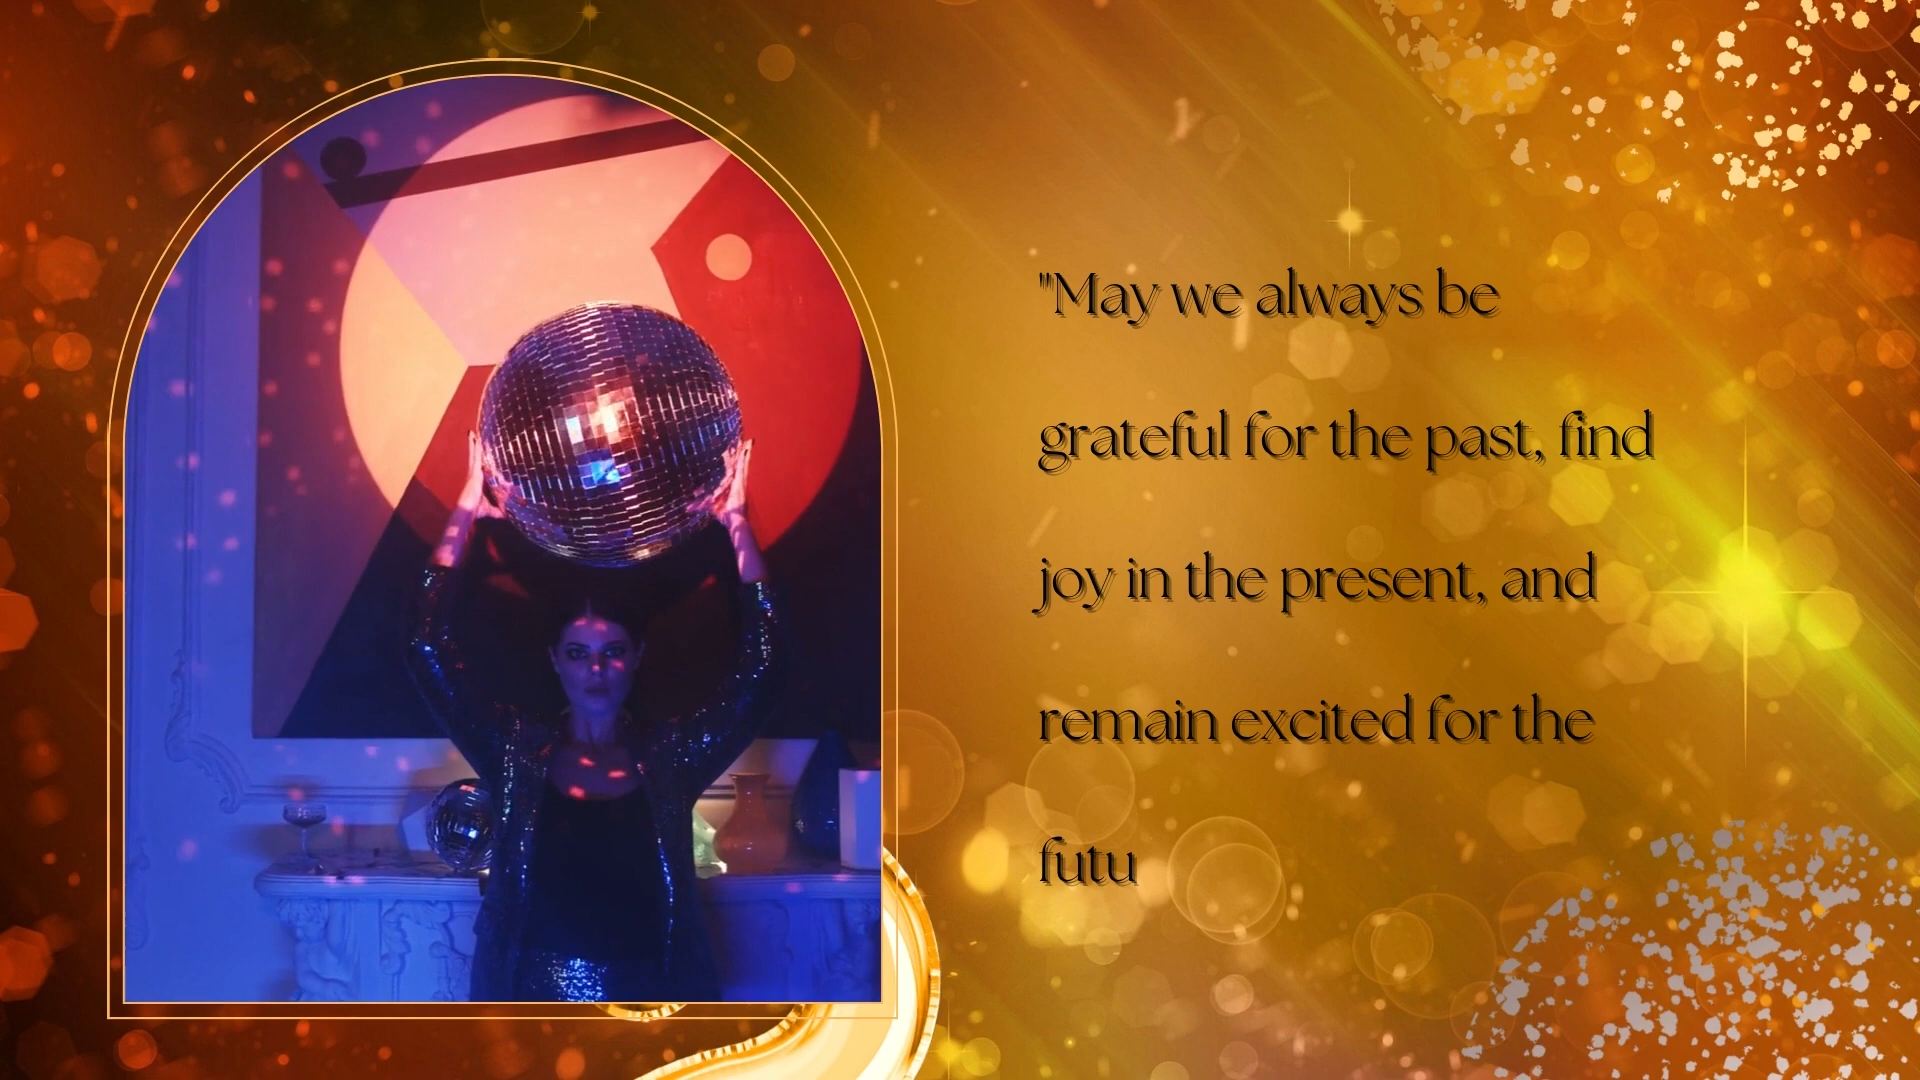 "May we always be
grateful for the past, find
joy in the present, and
remain excited for the
futu